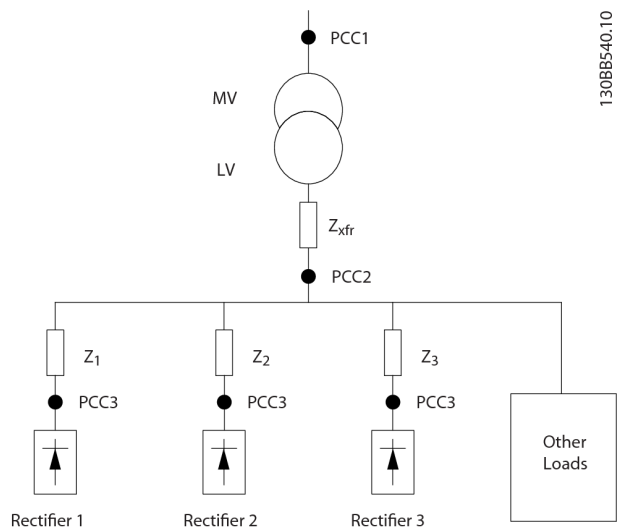 PCC1
130BB540.10
MV
LV
Zxfr
PCC2
Z1
Z2
Z3
PCC3
PCC3
PCC3
Other
Loads
Rectifier 1
Rectifier 2
Rectifier 3